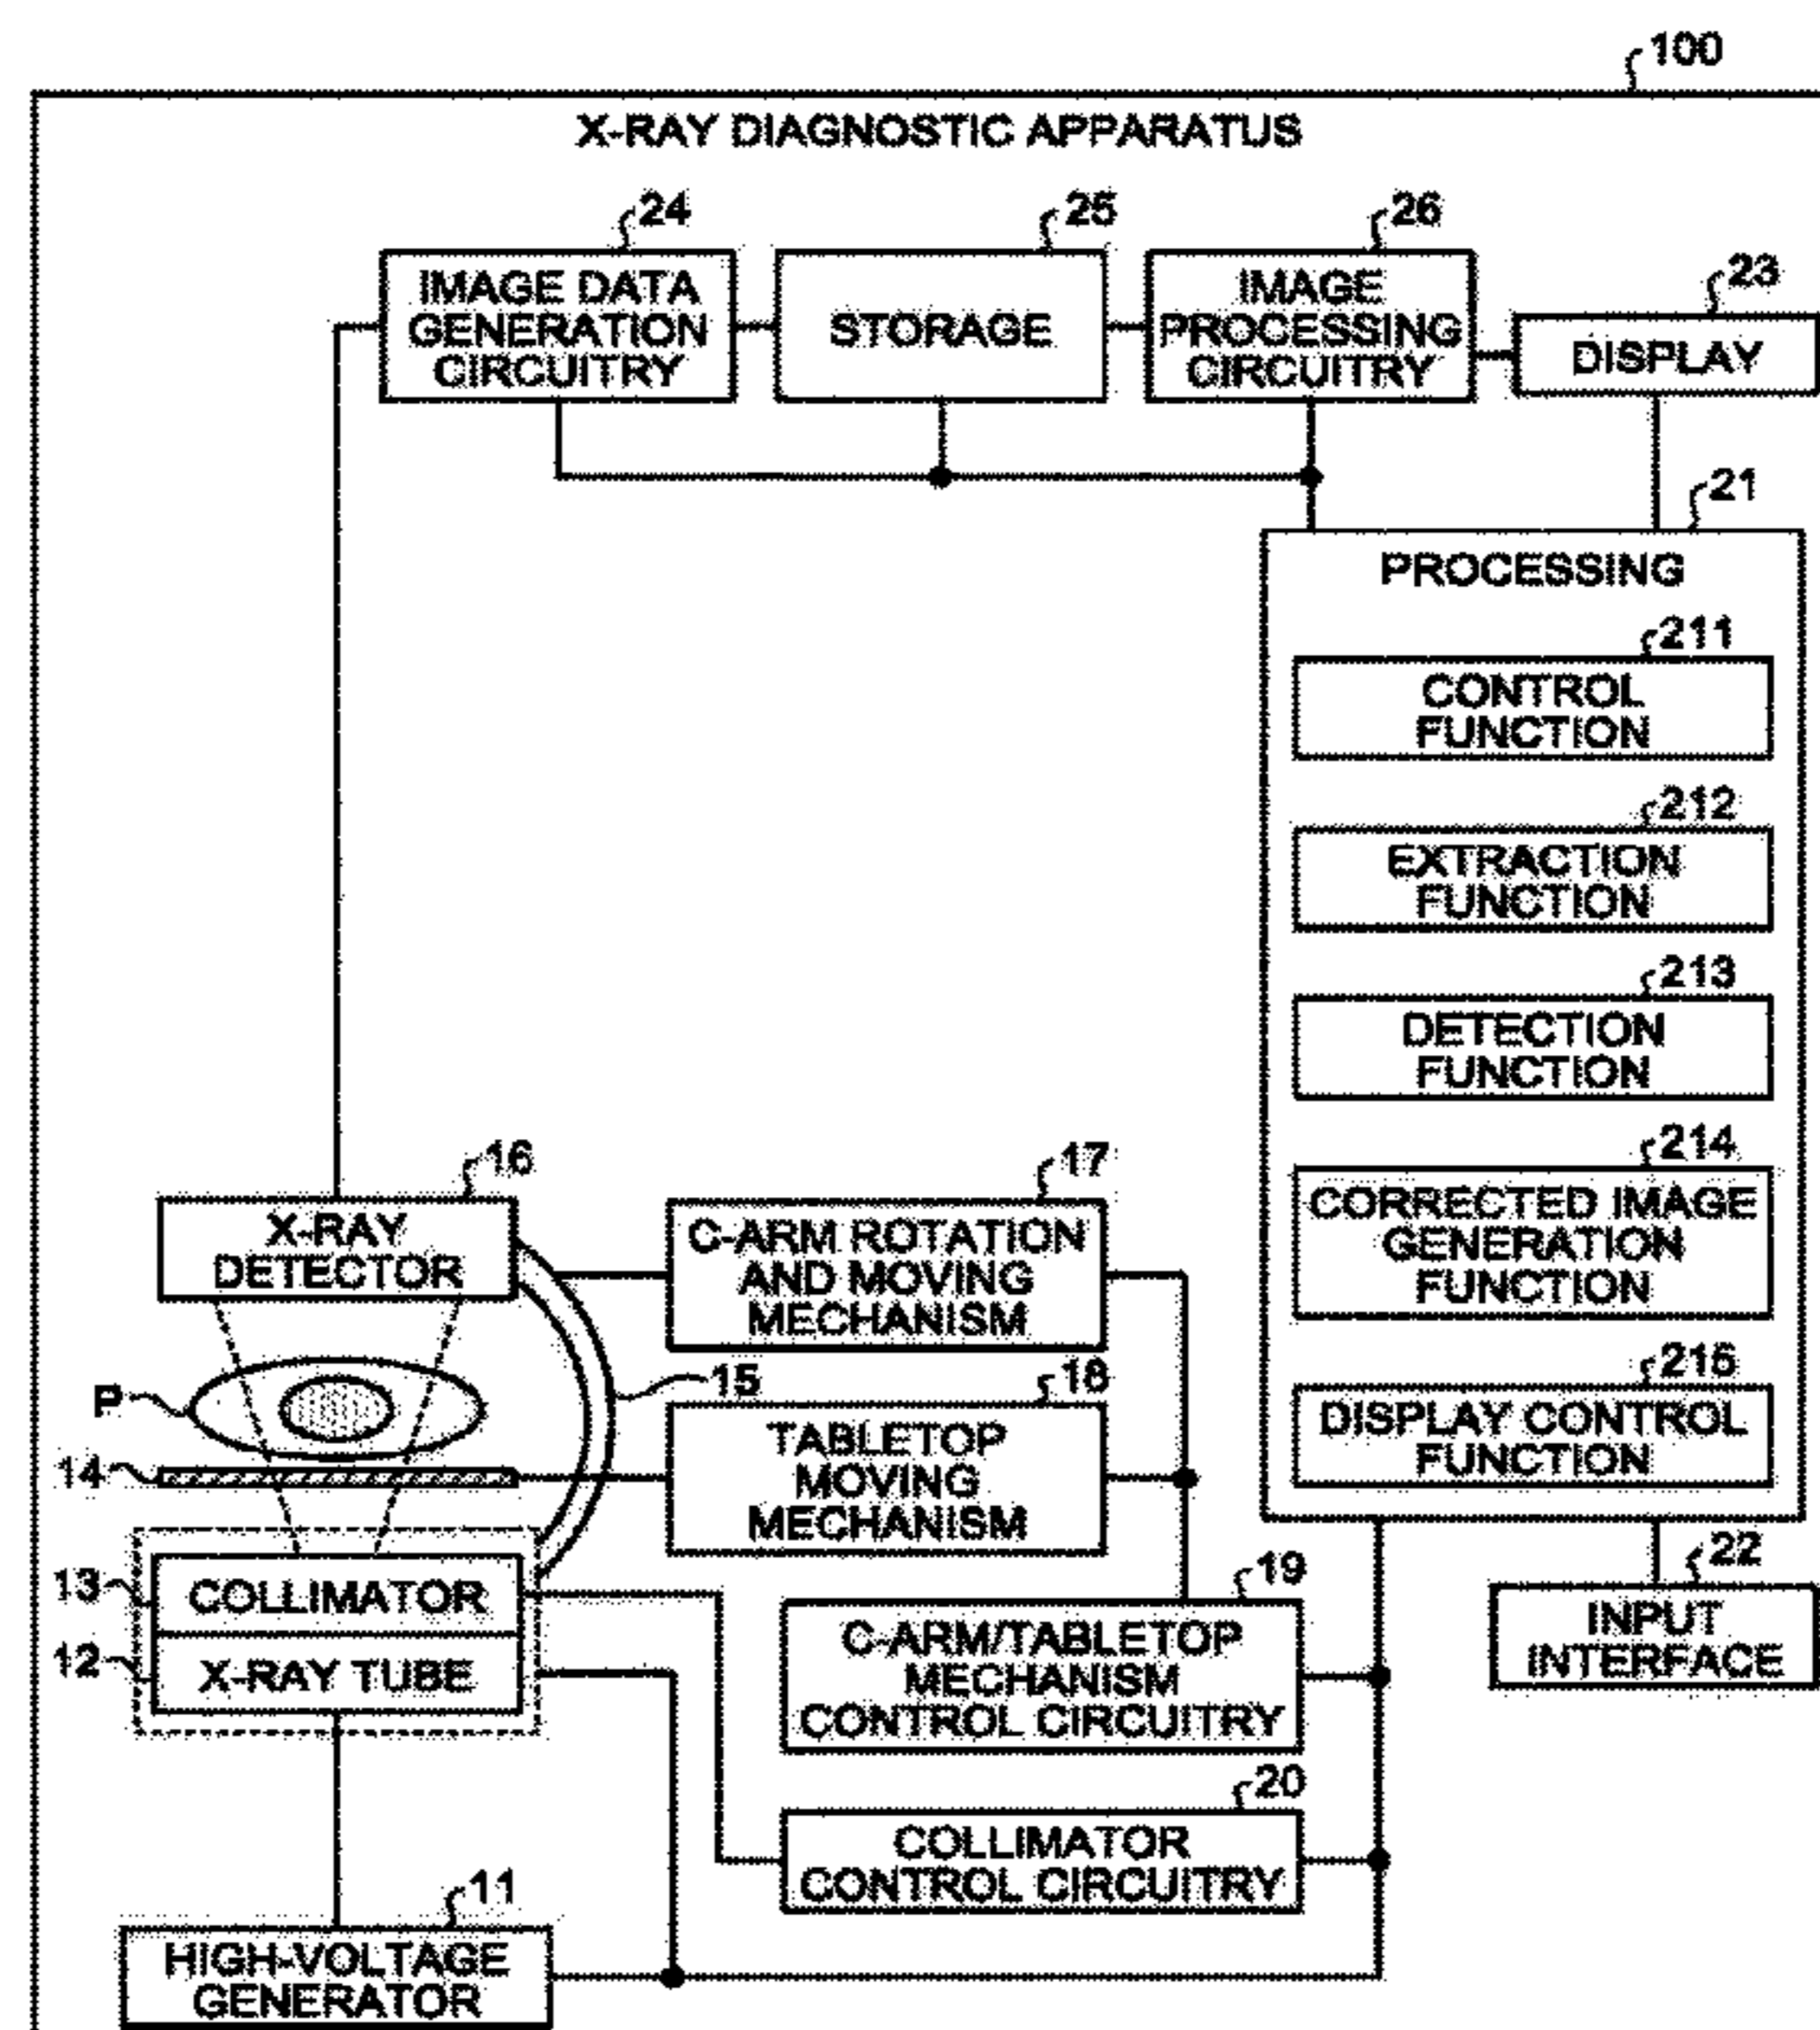 100
X-RAY DIAGNOSTIC APPARATUS
24
25
26
23
IMAGE DATA
GENERATION
CIRCUITRY
STORAGE
IMAGE
PROCESSING
CIRCUITRY
DISPLAY
21
PROCESSING
211
CONTROL
FUNCTION
212
EXTRACTION
FUNCTION
213
DETECTION
FUNCTION
214
CORRECTED IMAGE
GENERATION
FUNCTION
215
DISPLAY CONTROL
FUNCTION
16
X-RAY
DETECTOR
17
C-ARM ROTATION
AND MOVING
MECHANISM
P
15
18
14
TABLETOP
MOVING
MECHANISM
13
COLLIMATOR
12
X-RAY TUBE
19
C-ARM/TABLETOP
MECHANISM
CONTROL CIRCUITRY
22
INPUT
INTERFACE
20
COLLIMATOR
CONTROL CIRCUITRY
11
HIGH-VOLTAGE
GENERATOR